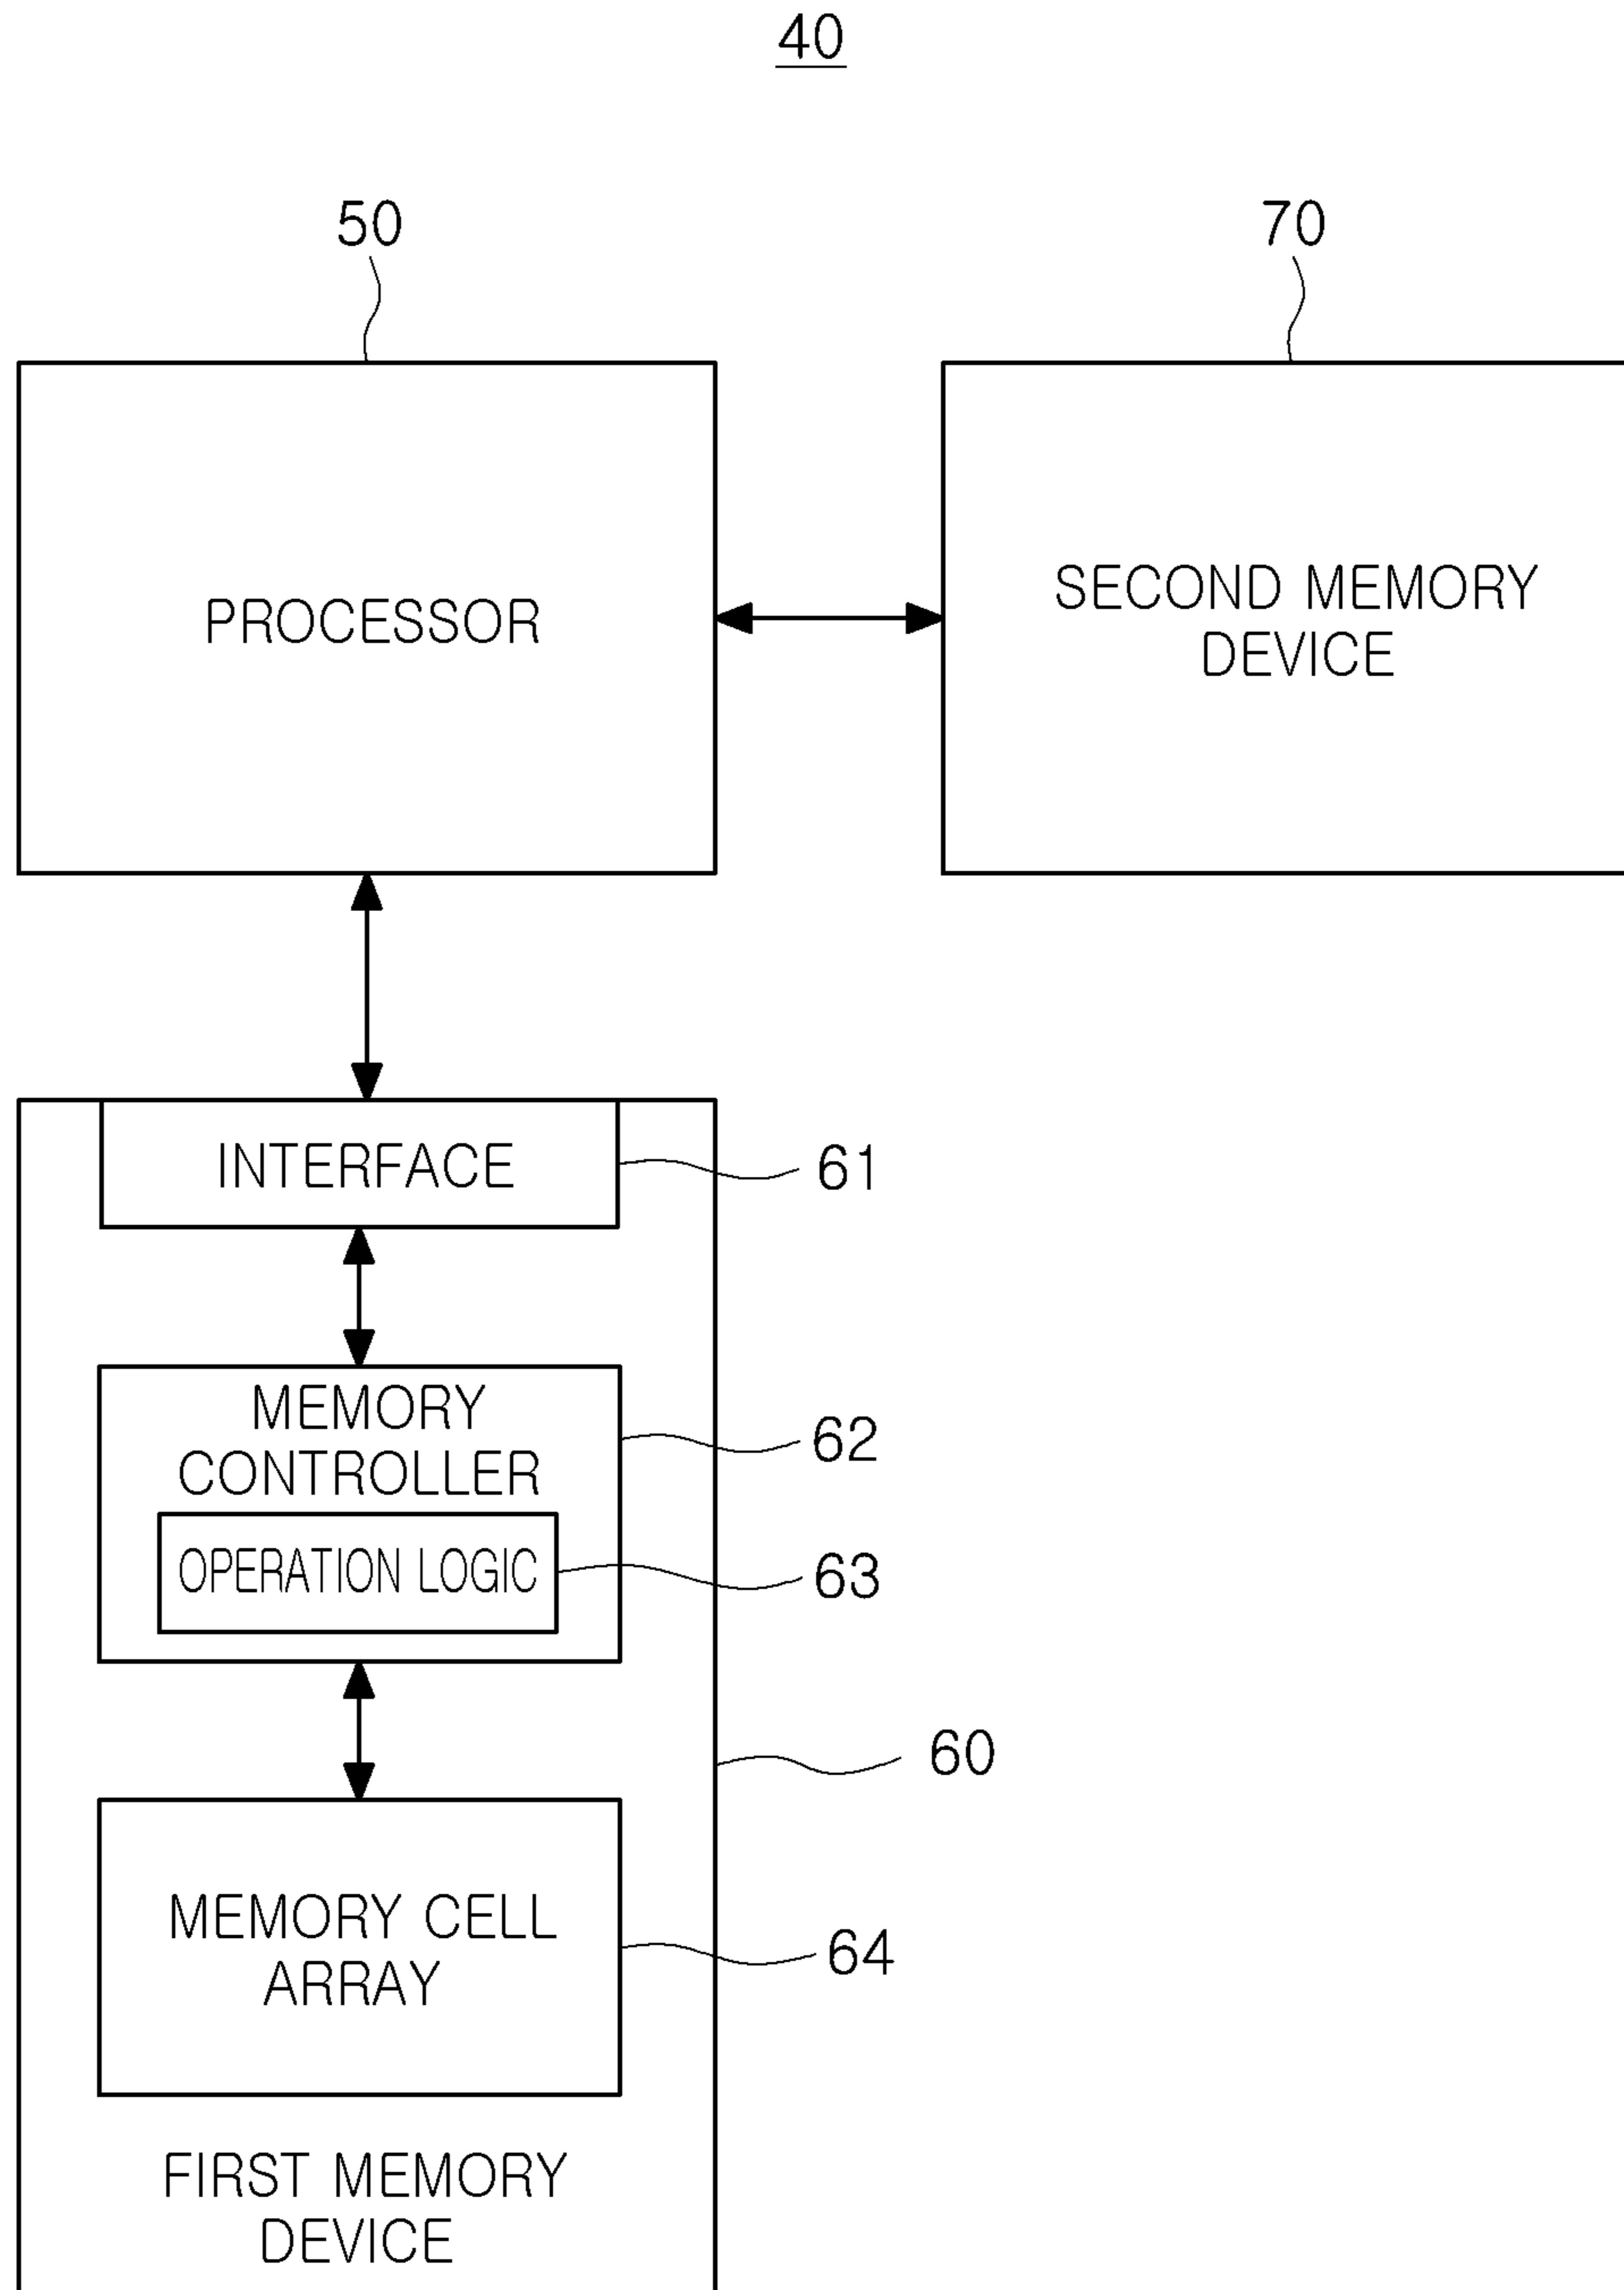 40
50
70
PROCESSOR
SECOND MEMORY
DEVICE
INTERFACE
61
MEMORY
CONTROLLER
62
OPERATION LOGIC
63
60
MEMORY CELL
ARRAY
64
FIRST MEMORY
DEVICE